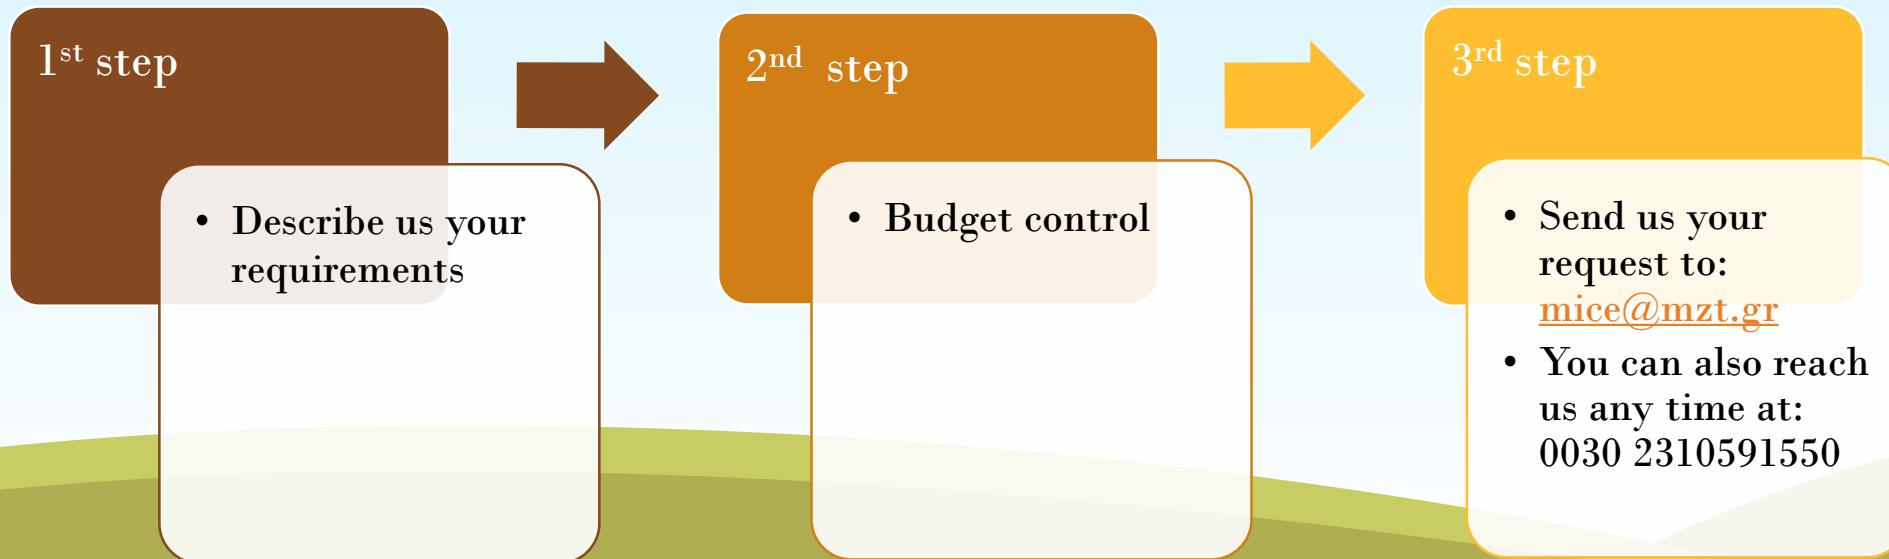 1st step
• Describe us your
requirements
2nd step
• Budget control
3rd step
• Send us your
request to:
mice@mzt.gr
• You can also reach
us any time at:
0030 2310591550